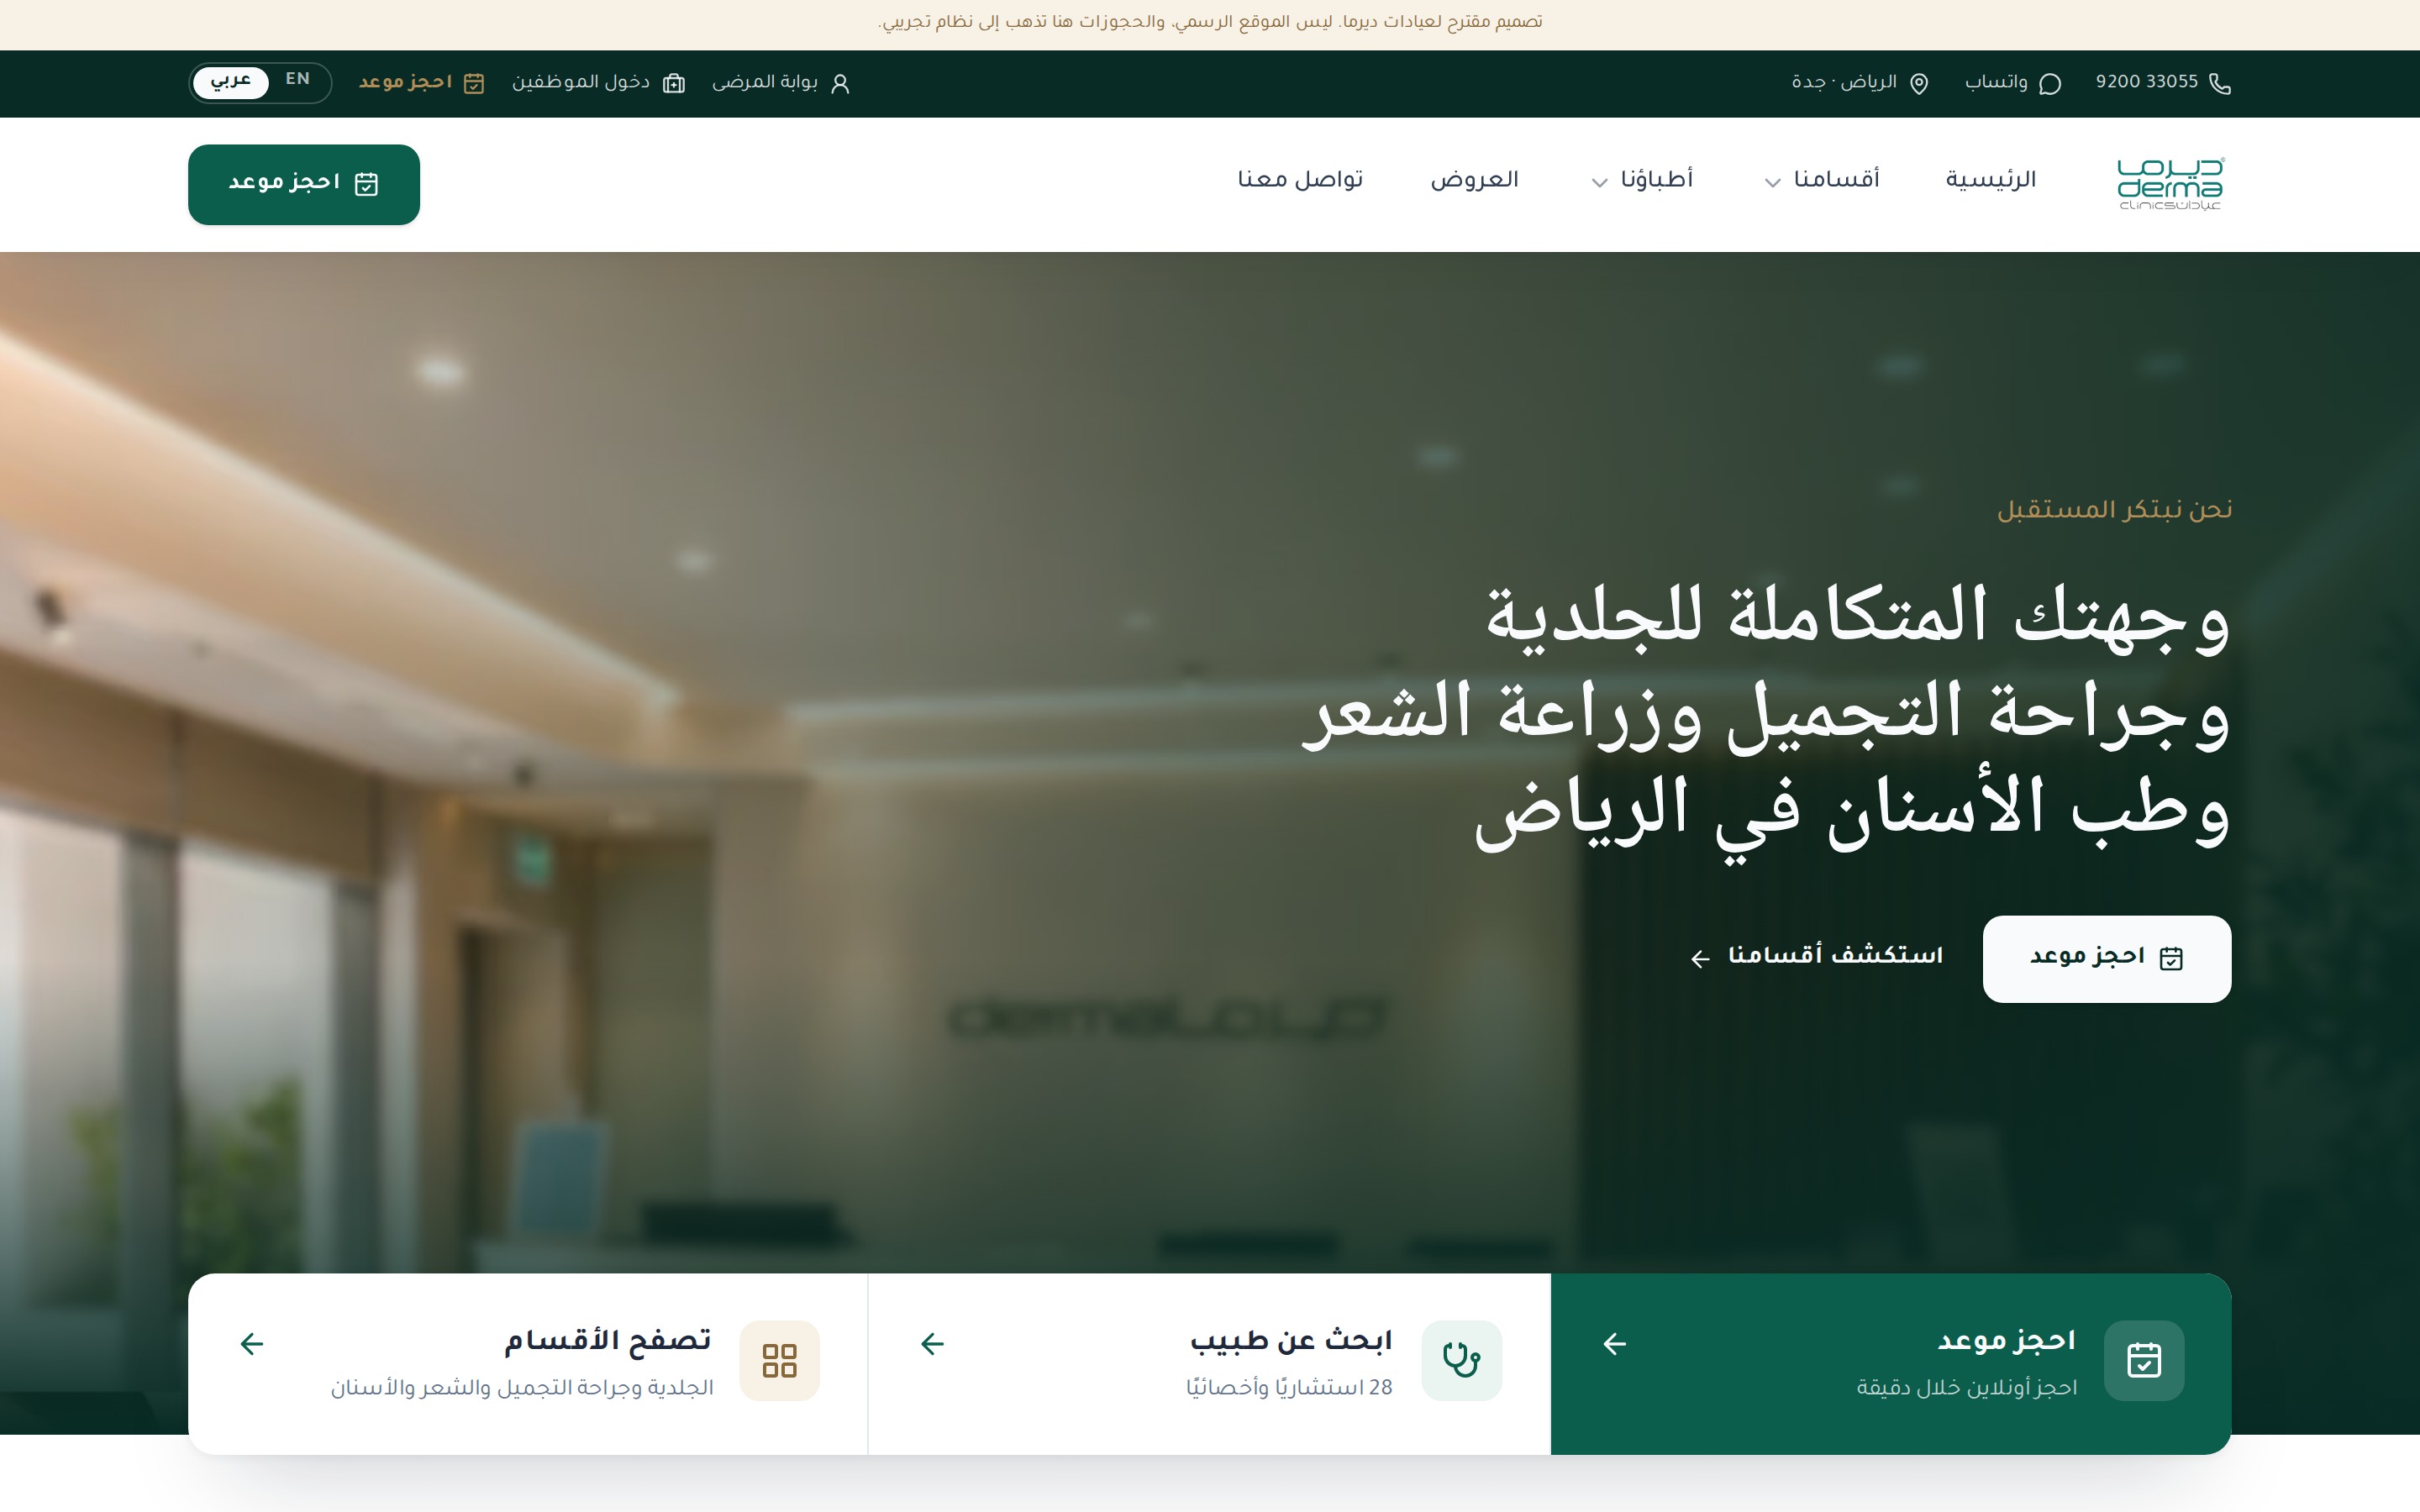 تصميم مقترح لعيادات ديرما. ليس الموقع الرسمي، والحجوزات هنا تذهب إلى نظام تجريبي.
9200 33055
واتساب
الرياض · جدة
بوابة المرضى
دخول الموظفين
احجز موعد
EN
عربي
ديرما
derma
clinics عيادات
الرئيسية
أقسامنا
أطباؤنا
العروض
تواصل معنا
احجز موعد
نحن نبتكر المستقبل
وجهتك المتكاملة للجلدية
وجراحة التجميل وزراعة الشعر
وطب الأسنان في الرياض
احجز موعد
استكشف أقسامنا
derma ديرما
احجز موعد
احجز أونلاين خلال دقيقة
ابحث عن طبيب
28 استشاريًا وأخصائيًا
تصفح الأقسام
الجلدية وجراحة التجميل والشعر والأسنان